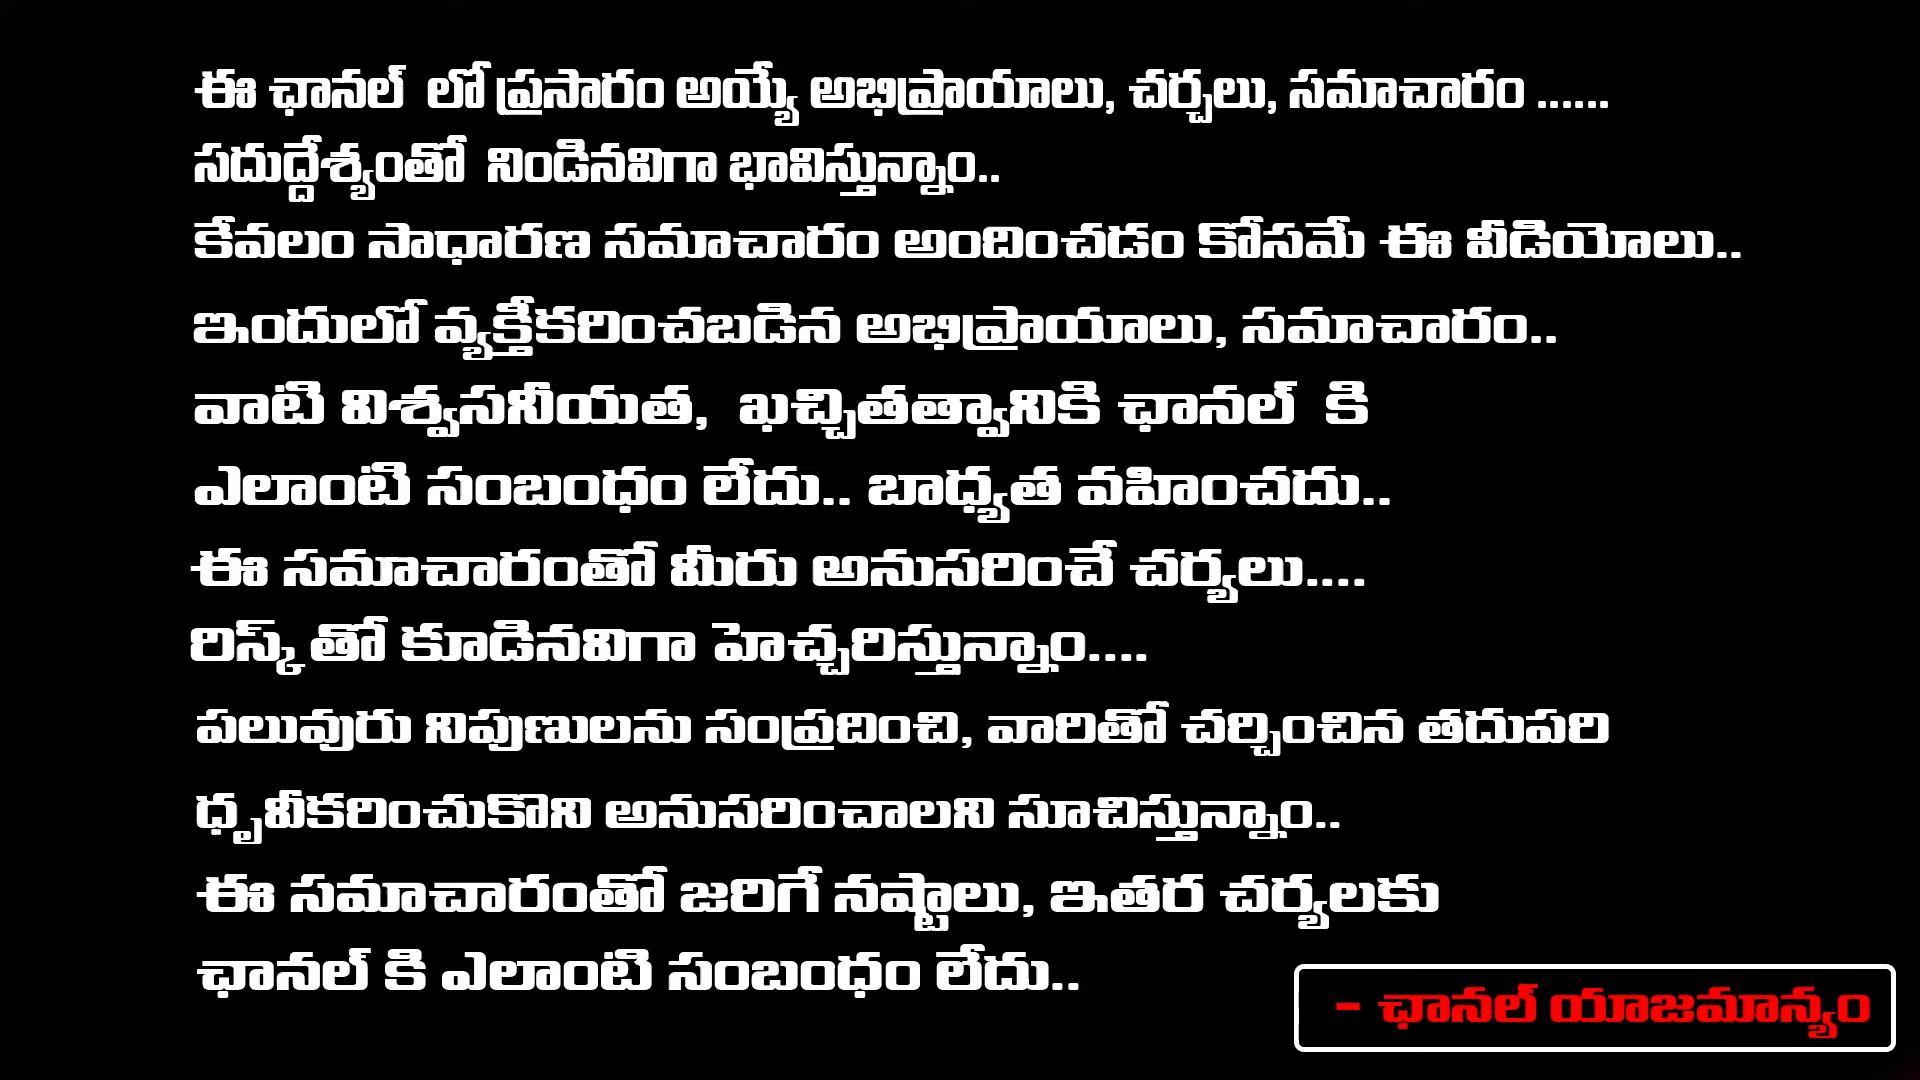 ఈ ఛానల్ లో ప్రసారం అయ్యే అభిప్రాయాలు, చర్చలు, సమాచారం ......
సదుద్దేశ్యంతో నిండినవిగా భావిస్తున్నాం..
కేవలం సాధారణ సమాచారం అందించడం కోసమే ఈ వీడియోలు..
ఇందులో వ్యక్తీకరించబడిన అభిప్రాయాలు, సమాచారం..
వాటి విశ్వసనీయత, ఖచ్చితత్వానికి ఛానల్ కి
ఎలాంటి సంబంధం లేదు.. బాధ్యత వహించదు..
ఈ సమాచారంతో మీరు అనుసరించే చర్యలు....
రిస్క్ తో కూడినవిగా హెచ్చరిస్తున్నాం....
పలువురు నిపుణులను సంప్రదించి, వారితో చర్చించిన తదుపరి
ధృవీకరించుకొని అనుసరించాలని సూచిస్తున్నాం..
ఈ సమాచారంతో జరిగే నష్టాలు, ఇతర చర్యలకు
ఛానల్ కి ఎలాంటి సంబంధం లేదు..
- ఛానల్ యాజమాన్యం